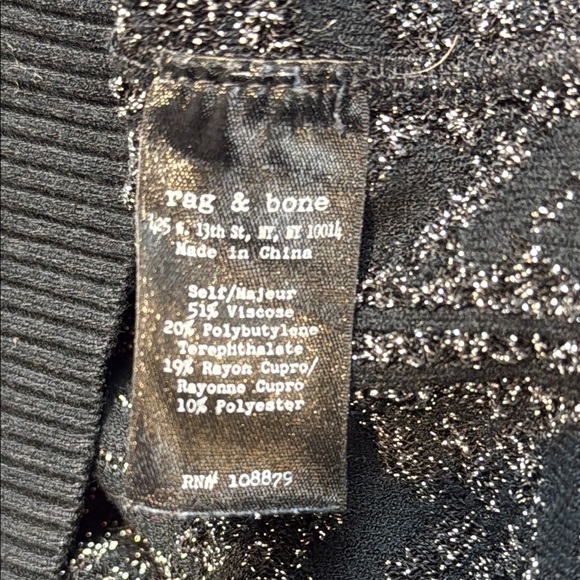 rag & bone
425 W. 13th St, NY, NY 10014
Made in China
Self/Majeur
51% Viscose
20% Polybutylene
Terephthalate
19% Rayon Cupro/
Rayonne Cupro
10% Polyester
RN# 108879